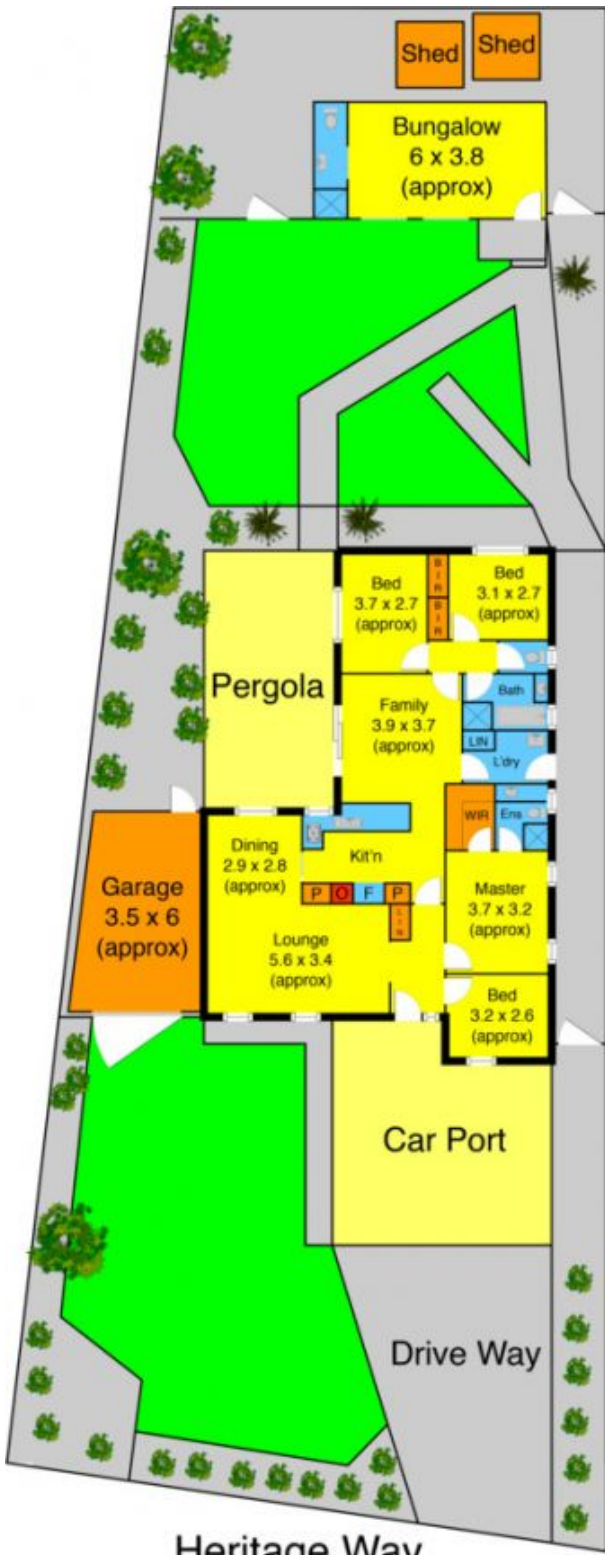 Shed
Shed
Bungalow
6 x 3.8
(approx)
Bed
3.7 x 2.7
(approx)
B
I
R
B
I
R
Bed
3.1 x 2.7
(approx)
Pergola
Family
3.9 x 3.7
(approx)
Bath
LIN
L'dry
WIR
Ens
Dining
2.9 x 2.8
(approx)
Kit'n
Garage
3.5 x 6
(approx)
P O F P
L
I
N
Master
3.7 x 3.2
(approx)
Lounge
5.6 x 3.4
(approx)
Bed
3.2 x 2.6
(approx)
Car Port
Drive Way
Heritage Way